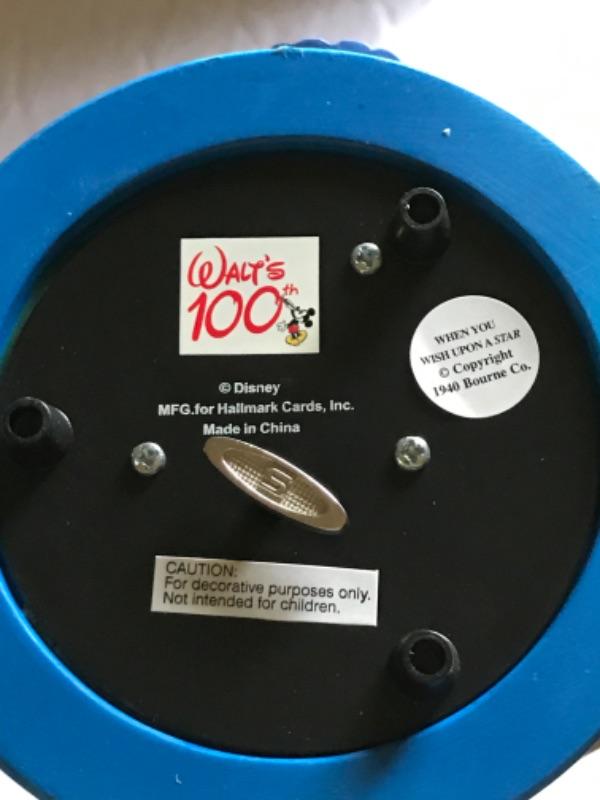 WALT'S
100th
WHEN YOU
WISH UPON A STAR
© Copyright
1940 Bourne Co.
© Disney
MFG.for Hallmark Cards, Inc.
Made in China
S
CAUTION:
For decorative purposes only.
Not intended for children.